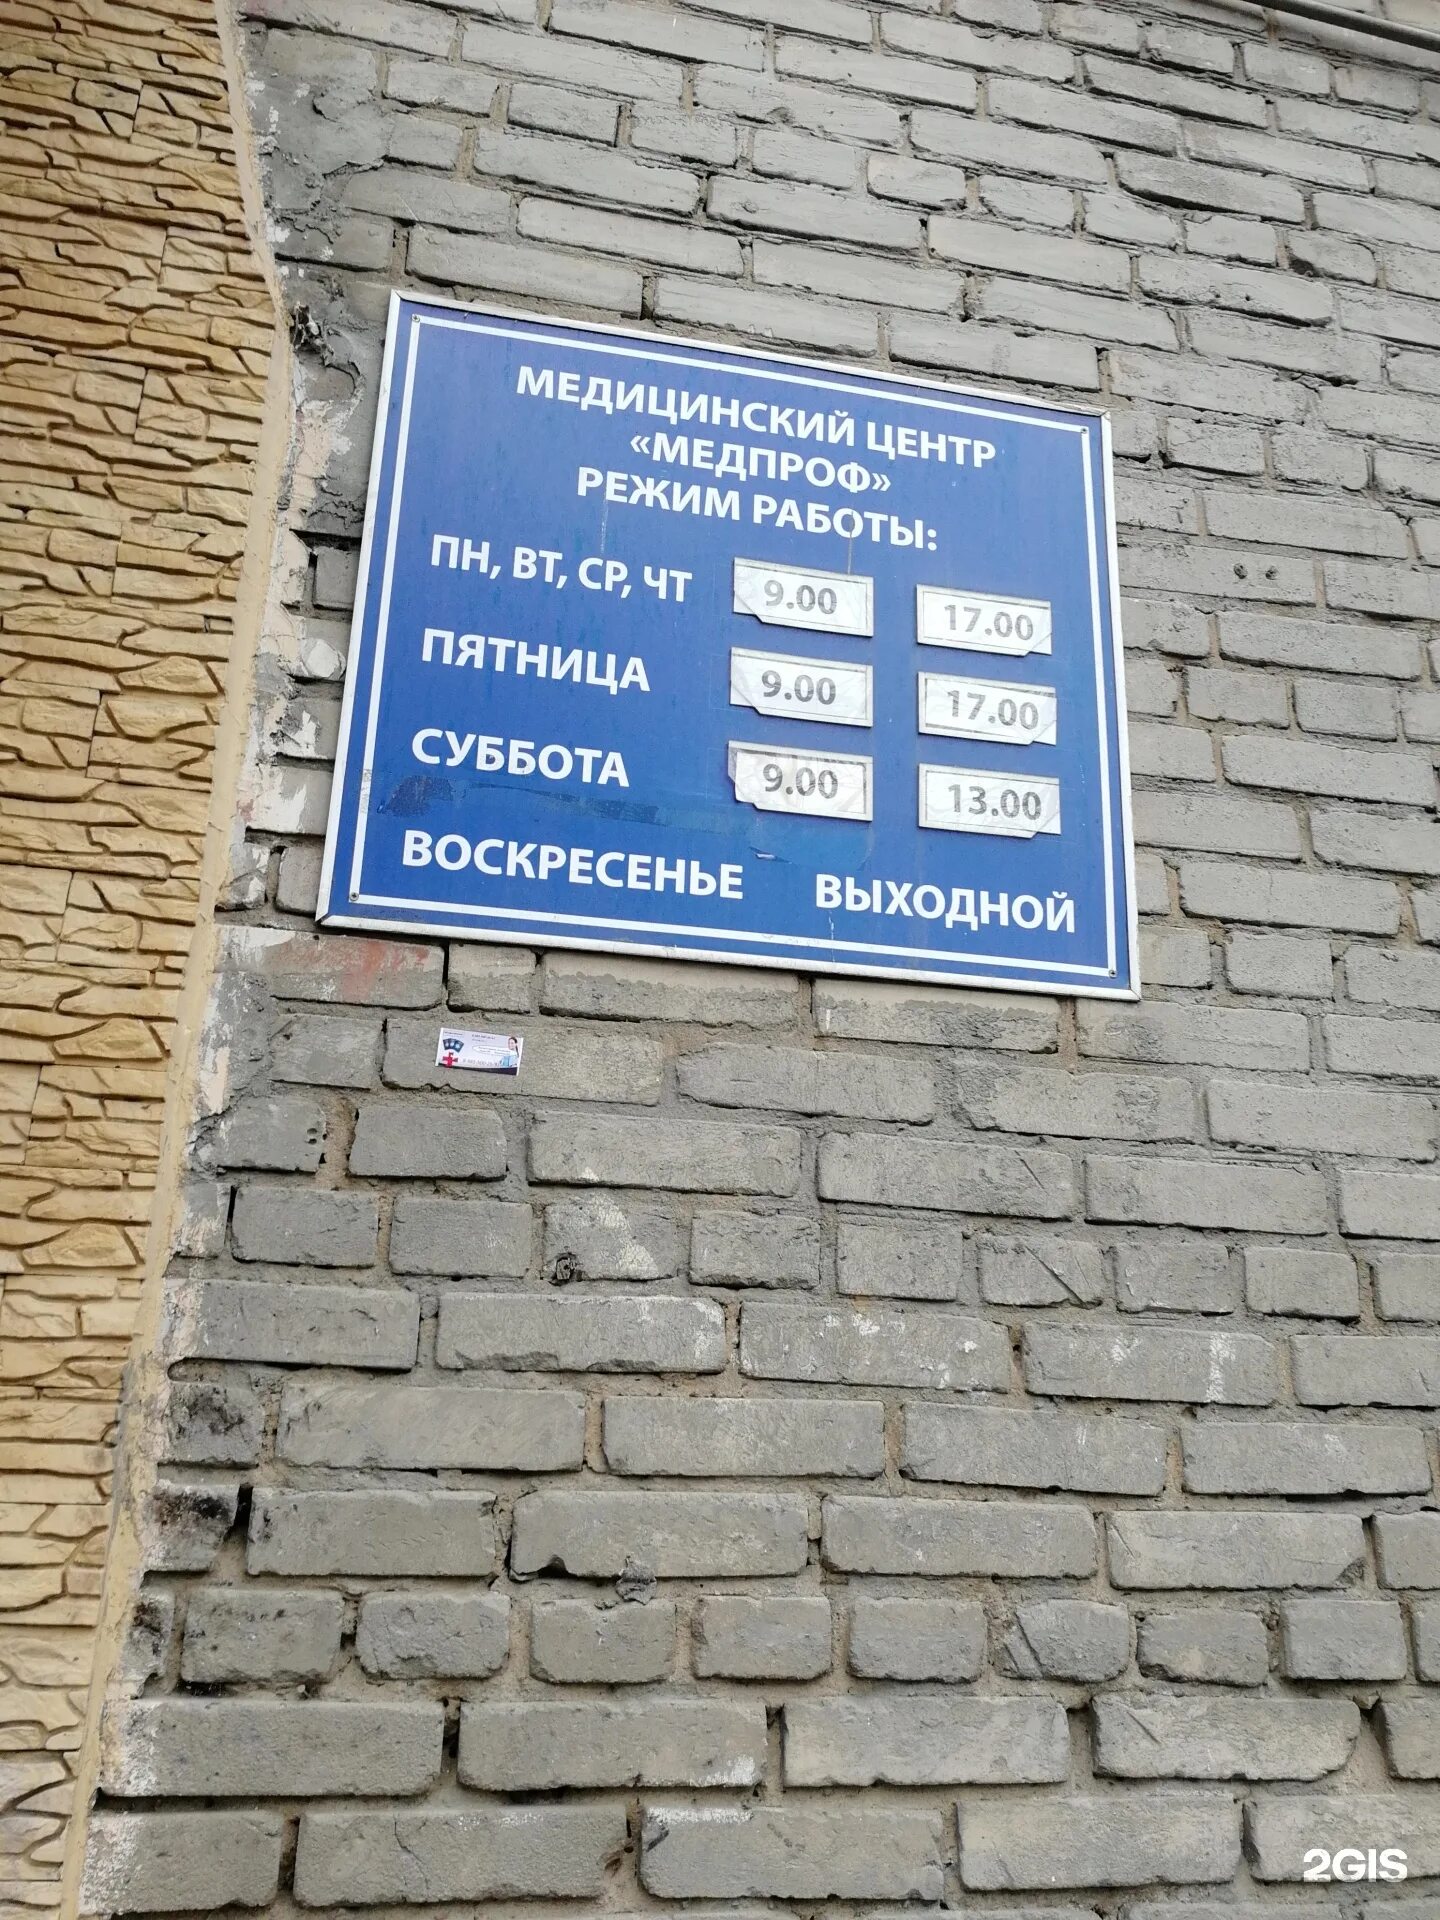 МЕДИЦИНСКИЙ ЦЕНТР
«МЕДПРОФ»
РЕЖИМ РАБОТЫ:
ПН, ВТ, СР, ЧТ 9.00 17.00
ПЯТНИЦА 9.00 17.00
СУББОТА 9.00 13.00
ВОСКРЕСЕНЬЕ ВЫХОДНОЙ
2GIS